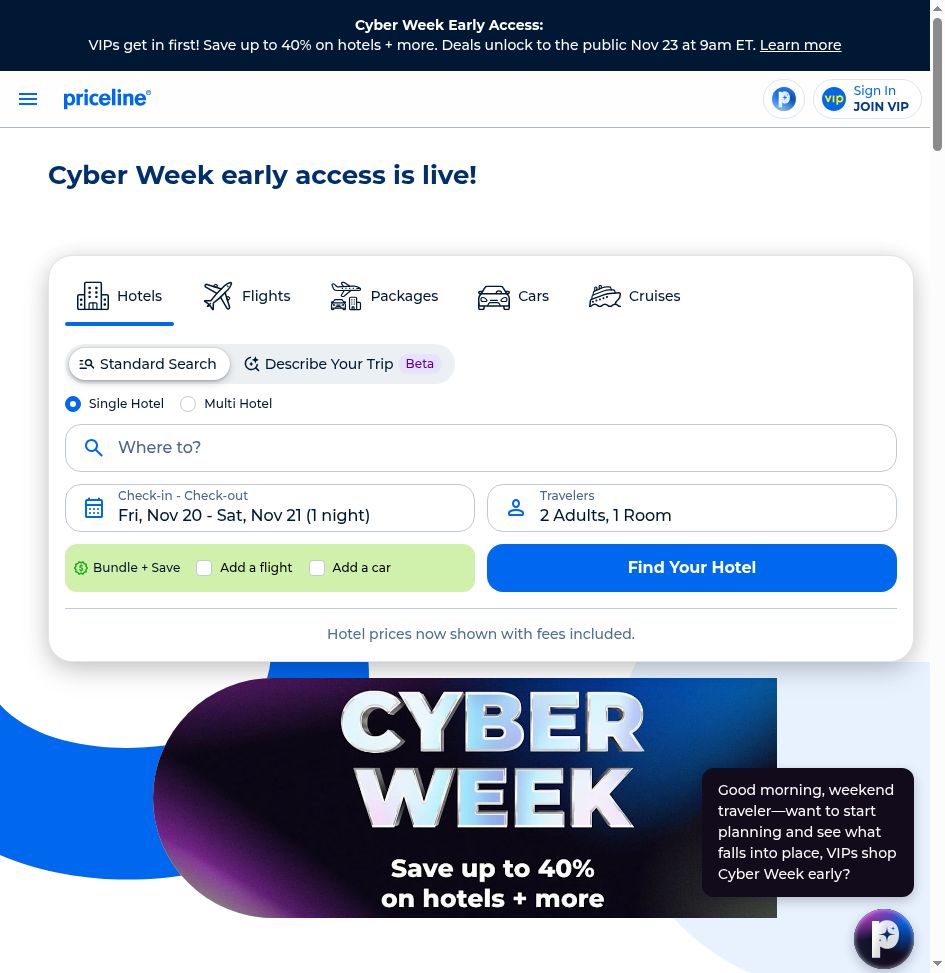 Cyber Week Early Access:
VIPs get in first! Save up to 40% on hotels + more. Deals unlock to the public Nov 23 at 9am ET. Learn more
priceline®
vip
Sign In
JOIN VIP
Cyber Week early access is live!
Hotels
Flights
Packages
Cars
Cruises
Standard Search
Describe Your Trip Beta
Single Hotel
Multi Hotel
Where to?
Check-in - Check-out
Fri, Nov 20 - Sat, Nov 21 (1 night)
Travelers
2 Adults, 1 Room
Bundle + Save
Add a flight
Add a car
Find Your Hotel
Hotel prices now shown with fees included.
CYBER
WEEK
Save up to 40%
on hotels + more
Good morning, weekend
traveler—want to start
planning and see what
falls into place, VIPs shop
Cyber Week early?